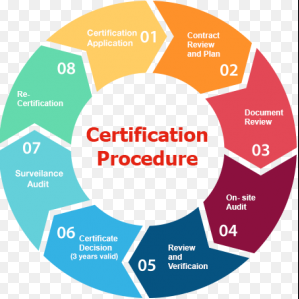 Certification
Application
01
Contract
Review
and Plan
02
Document
Review
03
On- site
Audit
04
Review
and
Verificaion
05
Certificate
Decision
(3 years valid)
06
Surveilance
Audit
07
Re-
Certification
08
Certification
Procedure